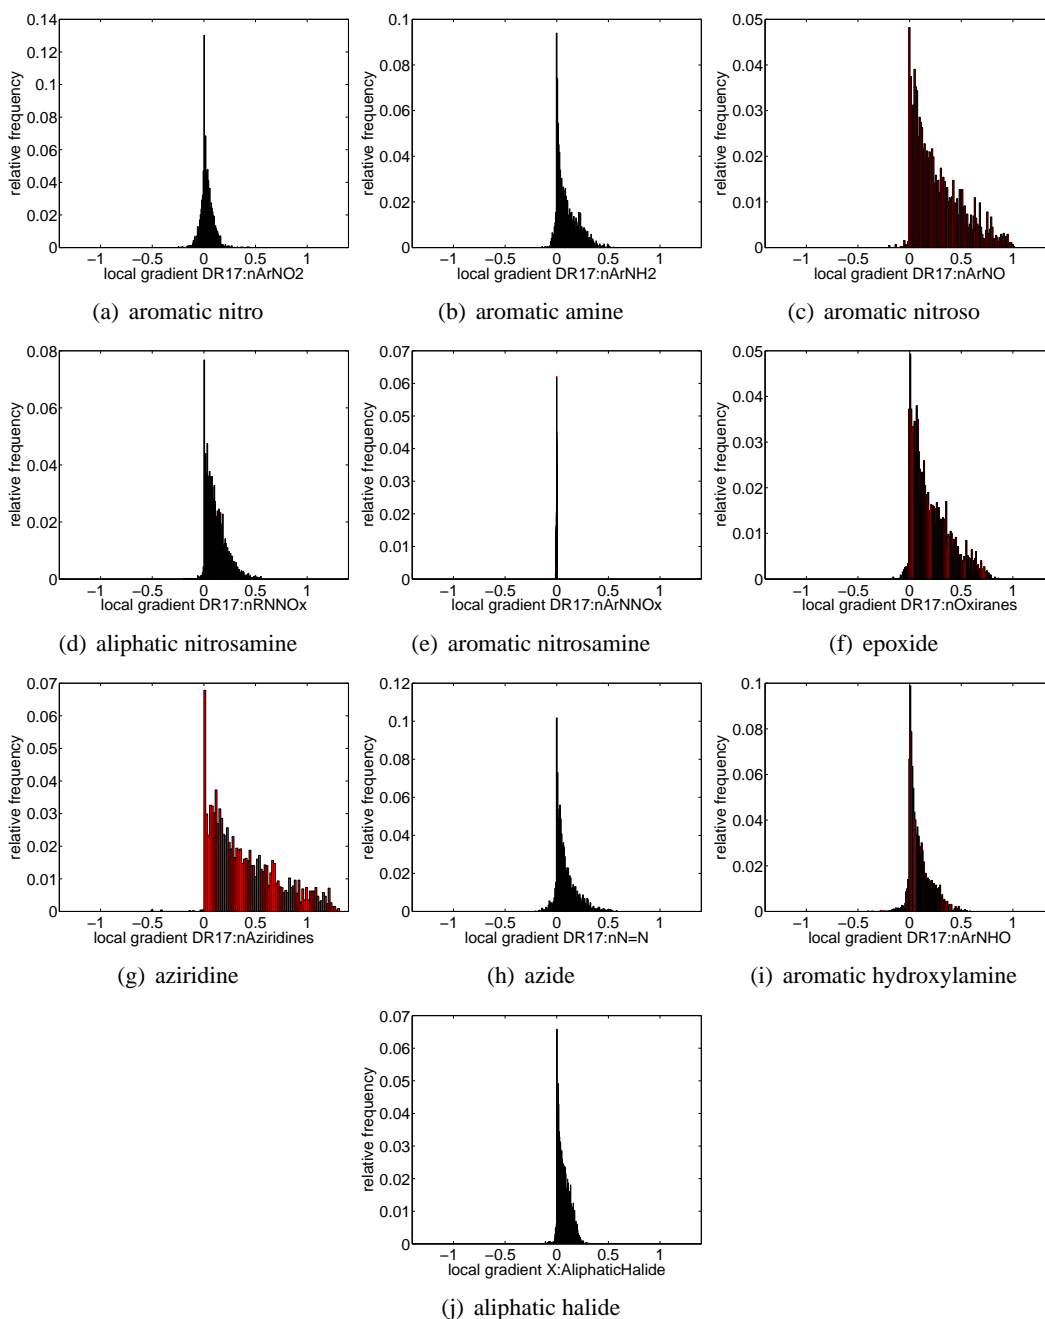 0.14
0.12
0.1
0.08
0.06
0.04
0.02
0
relative frequency
−1 −0.5 0 0.5 1
local gradient DR17:nArNO2
(a) aromatic nitro
0.1
0.08
0.06
0.04
0.02
0
relative frequency
−1 −0.5 0 0.5 1
local gradient DR17:nArNH2
(b) aromatic amine
0.05
0.04
0.03
0.02
0.01
0
relative frequency
−1 −0.5 0 0.5 1
local gradient DR17:nArNO
(c) aromatic nitroso
0.08
0.06
0.04
0.02
0
relative frequency
−1 −0.5 0 0.5 1
local gradient DR17:nRNNOx
(d) aliphatic nitrosamine
0.07
0.06
0.05
0.04
0.03
0.02
0.01
0
relative frequency
−1 −0.5 0 0.5 1
local gradient DR17:nArNNOx
(e) aromatic nitrosamine
0.05
0.04
0.03
0.02
0.01
0
relative frequency
−1 −0.5 0 0.5 1
local gradient DR17:nOxiranes
(f) epoxide
0.07
0.06
0.05
0.04
0.03
0.02
0.01
0
relative frequency
−1 −0.5 0 0.5 1
local gradient DR17:nAziridines
(g) aziridine
0.12
0.1
0.08
0.06
0.04
0.02
0
relative frequency
−1 −0.5 0 0.5 1
local gradient DR17:nN=N
(h) azide
0.1
0.08
0.06
0.04
0.02
0
relative frequency
−1 −0.5 0 0.5 1
local gradient DR17:nArNHO
(i) aromatic hydroxylamine
0.07
0.06
0.05
0.04
0.03
0.02
0.01
0
relative frequency
−1 −0.5 0 0.5 1
local gradient X:AliphaticHalide
(j) aliphatic halide